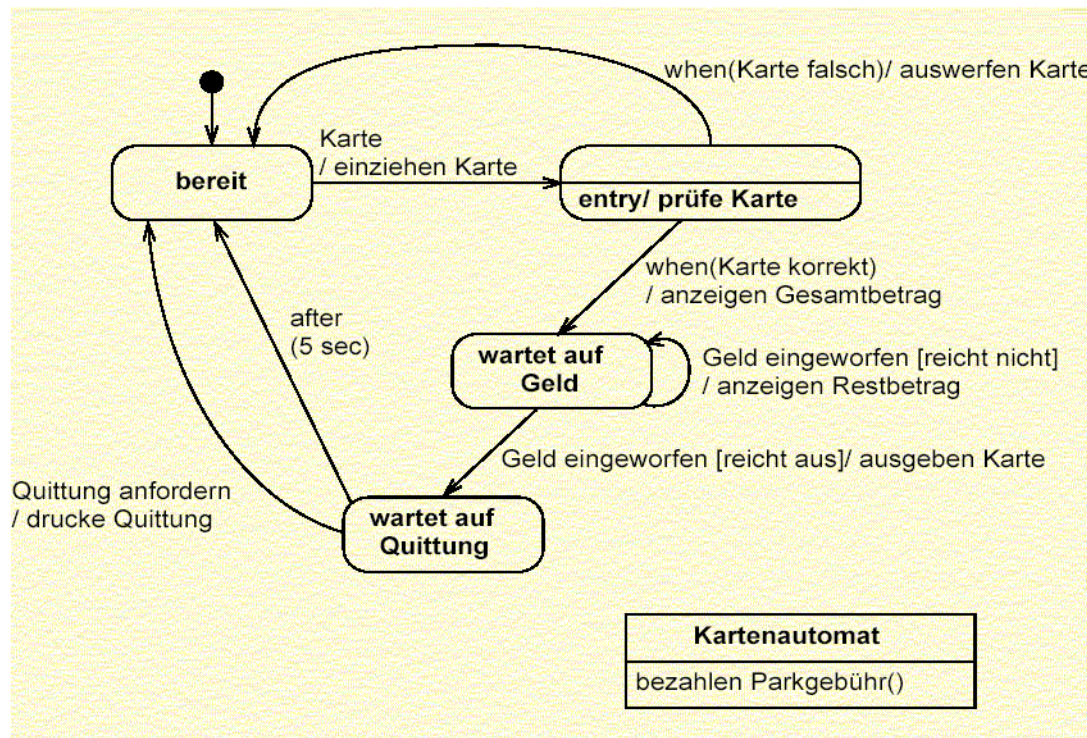 when(Karte falsch)/ auswerfen Karte
Karte
/ einziehen Karte
bereit
entry/ prüfe Karte
when(Karte korrekt)
/ anzeigen Gesamtbetrag
after
(5 sec)
wartet auf
Geld
Geld eingeworfen [reicht nicht]
/ anzeigen Restbetrag
Geld eingeworfen [reicht aus]/ ausgeben Karte
Quittung anfordern
/ drucke Quittung
wartet auf
Quittung
Kartenautomat
bezahlen Parkgebühr()